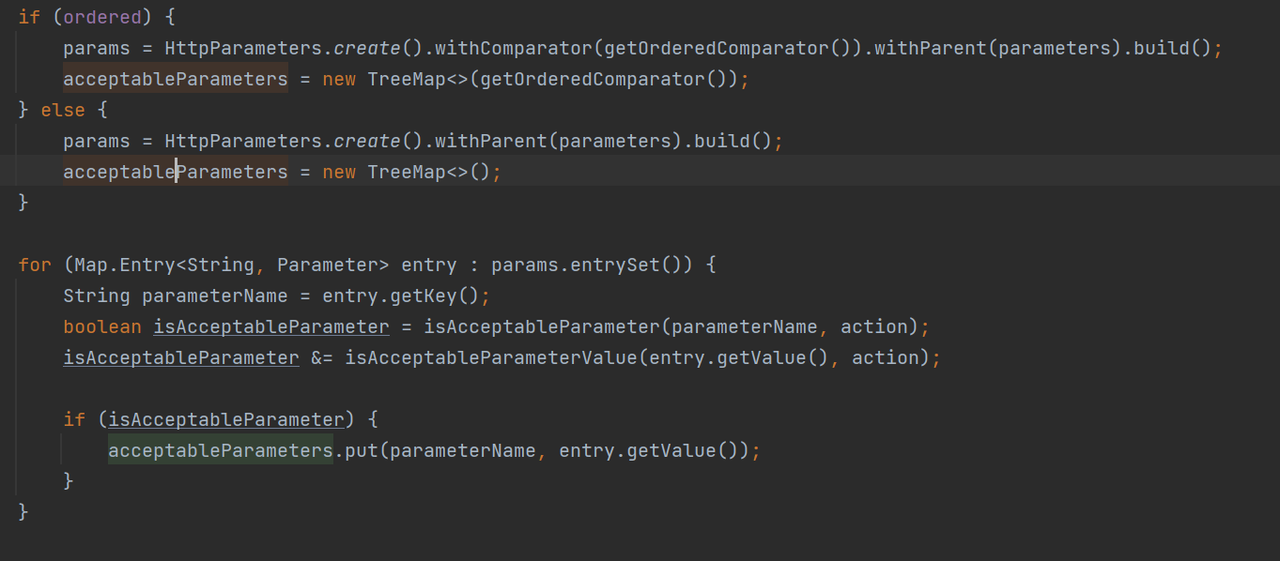 if (ordered) {
    params = HttpParameters.create().withComparator(getOrderedComparator()).withParent(parameters).build();
    acceptableParameters = new TreeMap<>(getOrderedComparator());
} else {
    params = HttpParameters.create().withParent(parameters).build();
    acceptableParameters = new TreeMap<>();
}
for (Map.Entry<String, Parameter> entry : params.entrySet()) {
    String parameterName = entry.getKey();
    boolean isAcceptableParameter = isAcceptableParameter(parameterName, action);
    isAcceptableParameter &= isAcceptableParameterValue(entry.getValue(), action);
    if (isAcceptableParameter) {
        acceptableParameters.put(parameterName, entry.getValue());
    }
}